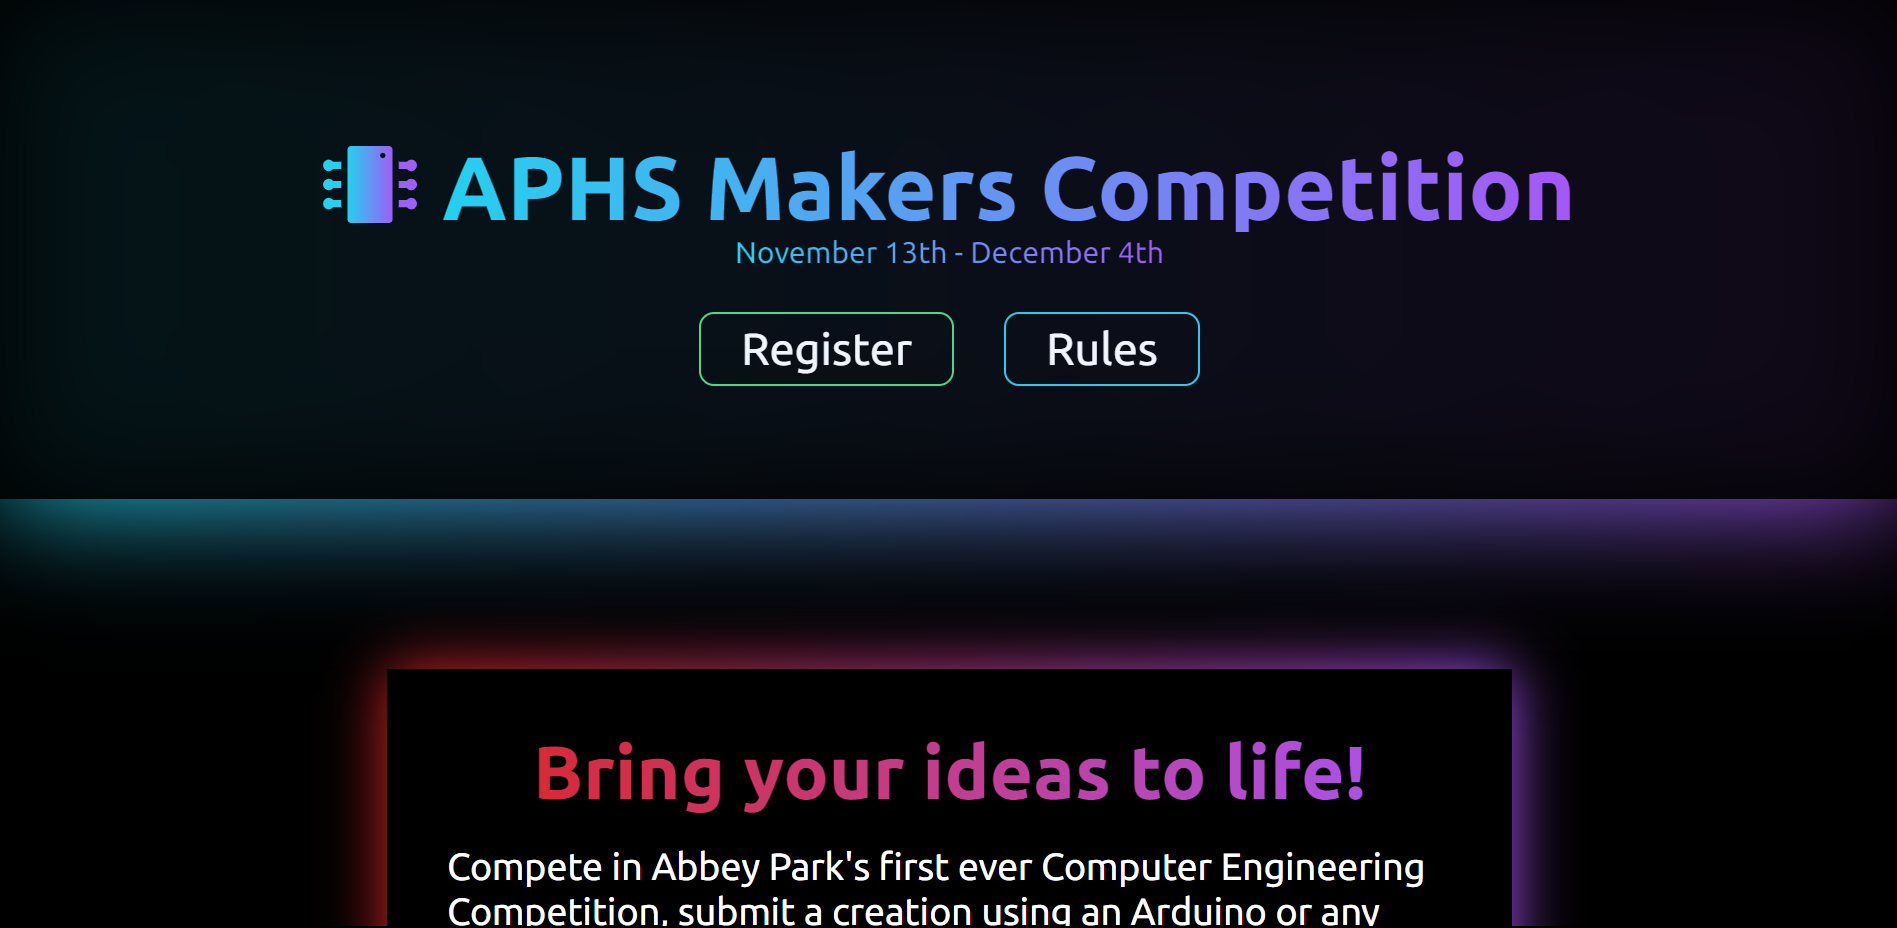 APHS Makers Competition
November 13th - December 4th
Register
Rules
Bring your ideas to life!
Compete in Abbey Park's first ever Computer Engineering
Competition, submit a creation using an Arduino or any